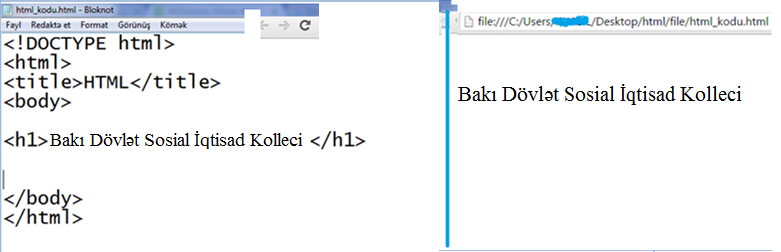 html_kodu.html - Bloknot
Fayl Redaktə et Format Görünüş Kömək
<!DOCTYPE html>
<html>
<title>HTML</title>
<body>
<h1>Bakı Dövlət Sosial İqtisad Kolleci </h1>
</body>
</html>
file:///C:/Users/ /Desktop/html/file/html_kodu.html
Bakı Dövlət Sosial İqtisad Kolleci